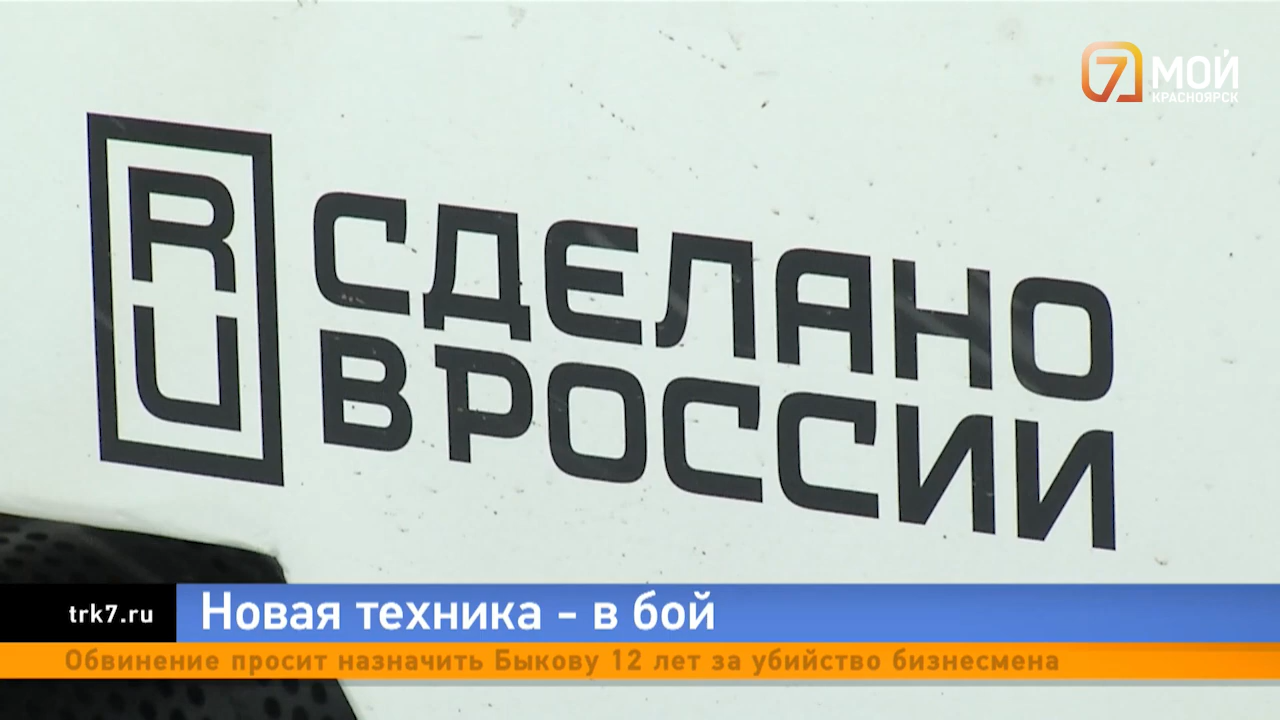 7 МОЙ
КРАСНОЯРСК
R
U
СДЕЛАНО
В РОССИИ
trk7.ru
Новая техника - в бой
Обвинение просит назначить Быкову 12 лет за убийство бизнесмена